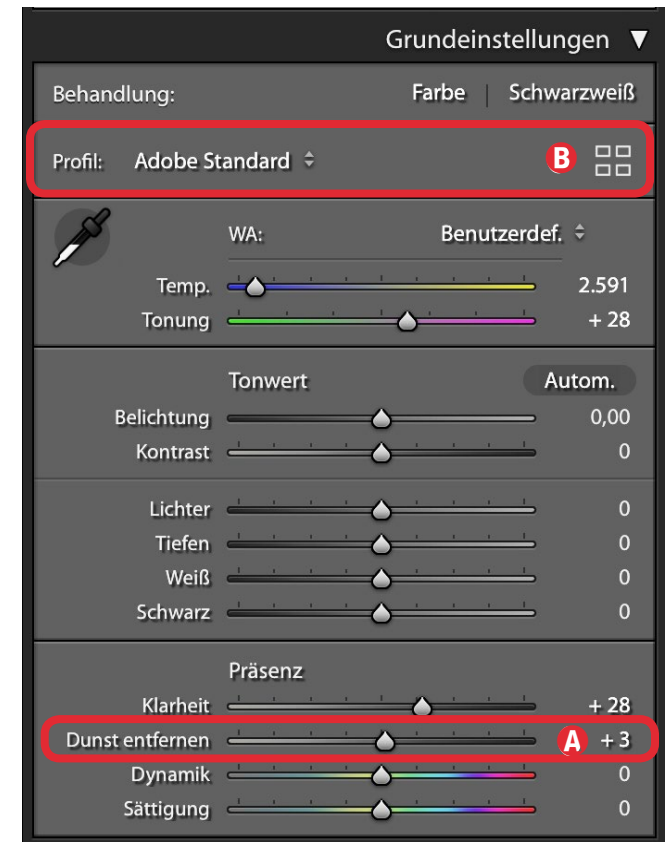 Grundeinstellungen ▼
Behandlung: Farbe | Schwarzweiß
Profil: Adobe Standard B
WA: Benutzerdef.
Temp. 2.591
Tonung + 28
Tonwert Autom.
Belichtung 0,00
Kontrast 0
Lichter 0
Tiefen 0
Weiß 0
Schwarz 0
Präsenz
Klarheit + 28
Dunst entfernen A + 3
Dynamik 0
Sättigung 0